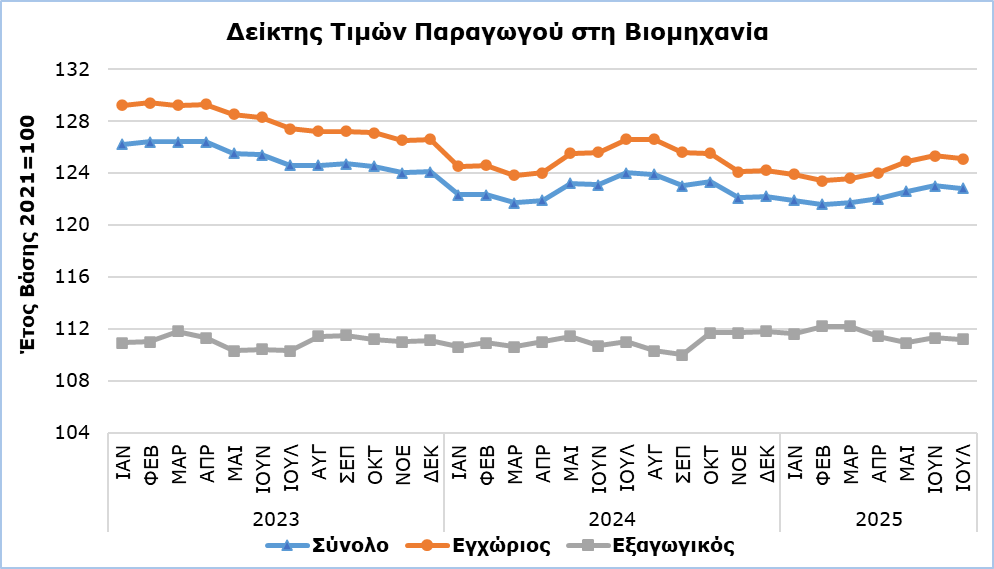 Δείκτης Τιμών Παραγωγού στη Βιομηχανία
Έτος Βάσης 2021=100
132
128
124
120
116
112
108
104
ΙΑΝ ΦΕΒ ΜΑΡ ΑΠΡ ΜΑΙ ΙΟΥΝ ΙΟΥΛ ΑΥΓ ΣΕΠ ΟΚΤ ΝΟΕ ΔΕΚ ΙΑΝ ΦΕΒ ΜΑΡ ΑΠΡ ΜΑΙ ΙΟΥΝ ΙΟΥΛ ΑΥΓ ΣΕΠ ΟΚΤ ΝΟΕ ΔΕΚ ΙΑΝ ΦΕΒ ΜΑΡ ΑΠΡ ΜΑΙ ΙΟΥΝ ΙΟΥΛ
2023 2024 2025
Σύνολο Εγχώριος Εξαγωγικός